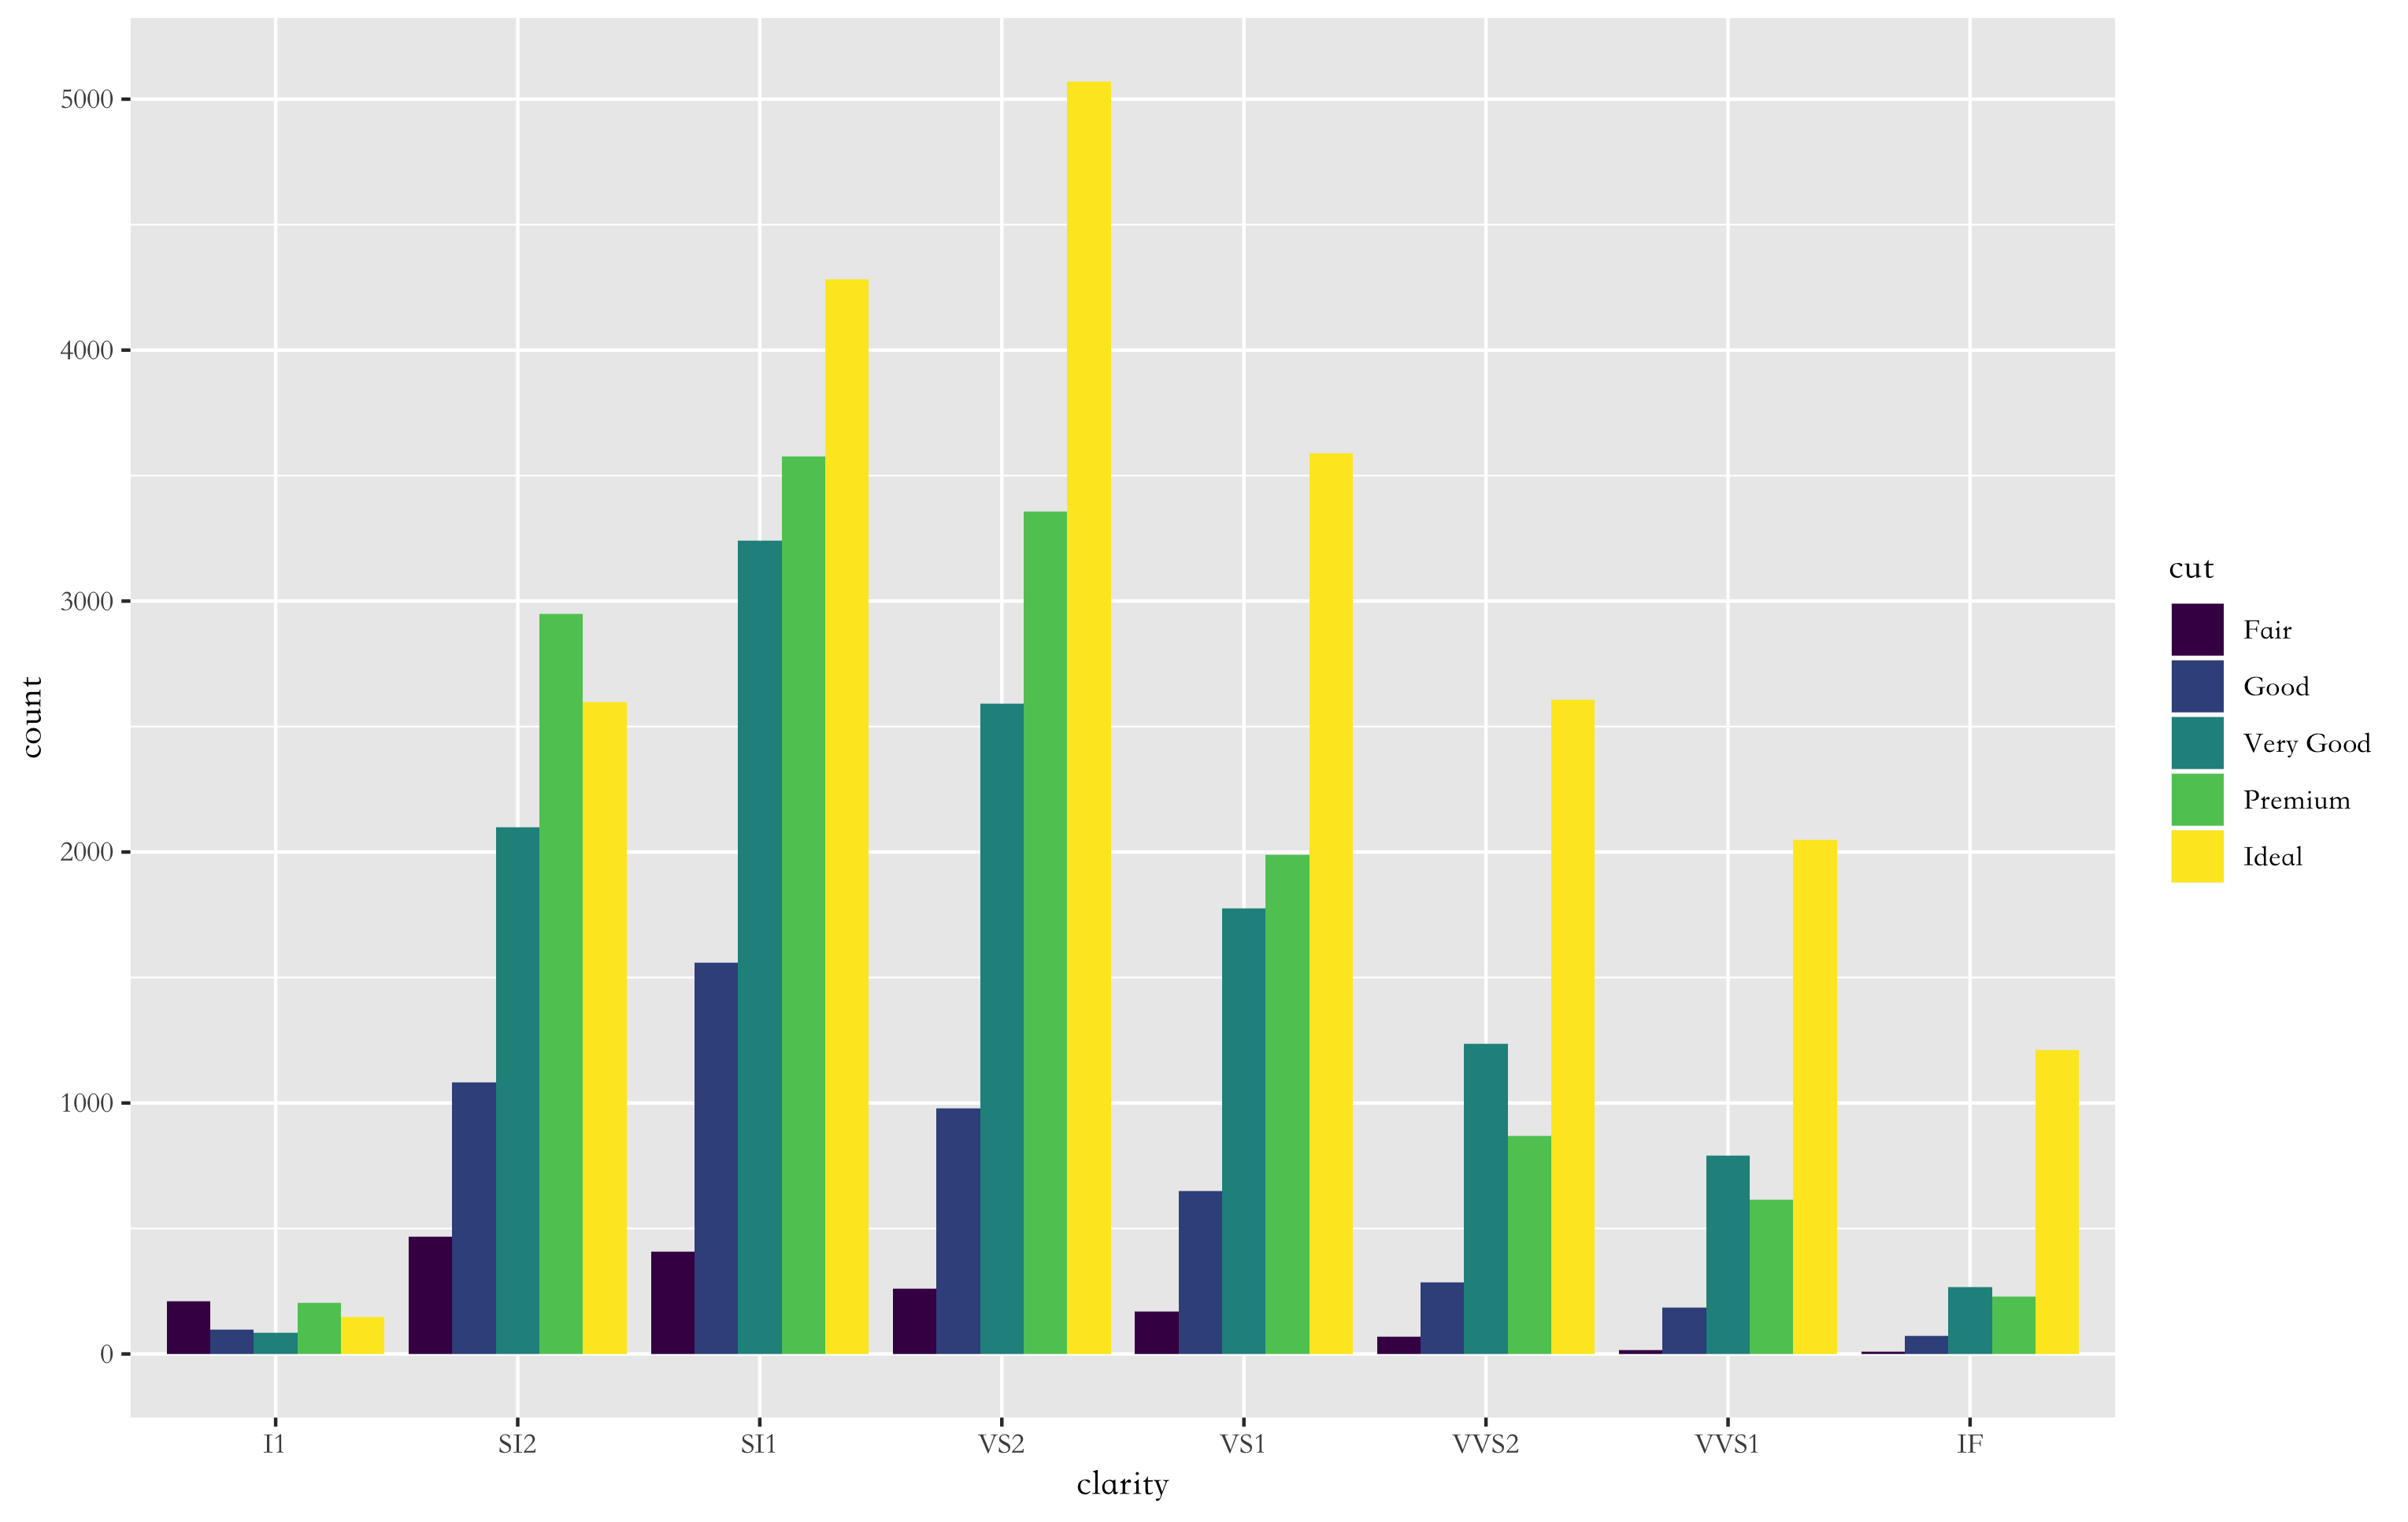 5000
4000
3000
2000
1000
0
count
I1 SI2 SI1 VS2 VS1 VVS2 VVS1 IF
clarity
cut
Fair
Good
Very Good
Premium
Ideal